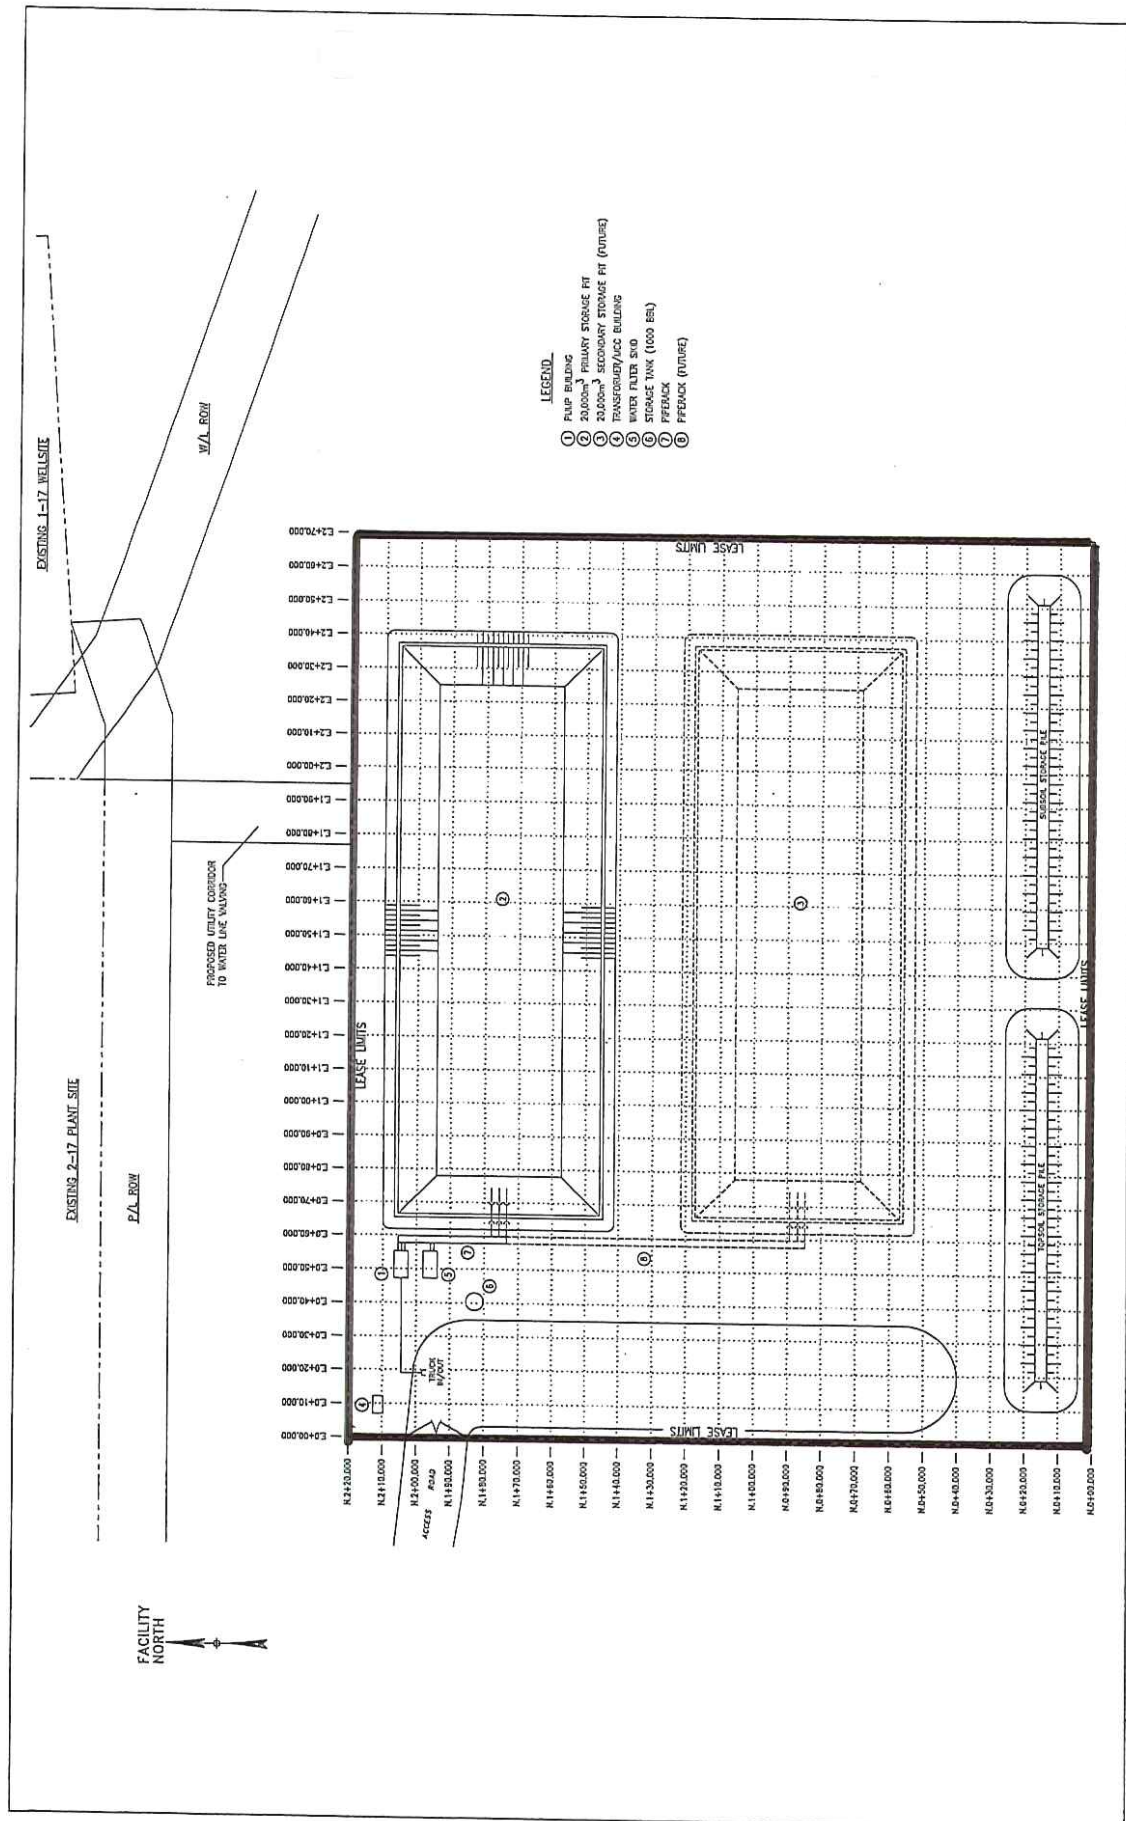 EXISTING 2-17 PLANT SITE
EXISTING 1-17 WELLSITE
P/L ROW
W/L ROW
PROPOSED UTILITY CORRIDOR
TO WATER LINE VALVING
FACILITY
NORTH
LEGEND
1 PUMP BUILDING
2 20,000m³ PRIMARY STORAGE PIT
3 20,000m³ SECONDARY STORAGE PIT (FUTURE)
4 TRANSFORMER/MCC BUILDING
5 WATER FILTER SKID
6 STORAGE TANK (1000 BBL)
7 PIPERACK
8 PIPERACK (FUTURE)
E.0+00.000
E.0+10.000
E.0+20.000
E.0+30.000
E.0+40.000
E.0+50.000
E.0+60.000
E.0+70.000
E.0+80.000
E.0+90.000
E.1+00.000
E.1+10.000
E.1+20.000
E.1+30.000
E.1+40.000
E.1+50.000
E.1+60.000
E.1+70.000
E.1+80.000
E.1+90.000
E.2+00.000
E.2+10.000
E.2+20.000
E.2+30.000
E.2+40.000
E.2+50.000
E.2+60.000
E.2+70.000
N.2+20.000
N.2+10.000
N.2+00.000
N.1+90.000
N.1+80.000
N.1+70.000
N.1+60.000
N.1+50.000
N.1+40.000
N.1+30.000
N.1+20.000
N.1+10.000
N.1+00.000
N.0+90.000
N.0+80.000
N.0+70.000
N.0+60.000
N.0+50.000
N.0+40.000
N.0+30.000
N.0+20.000
N.0+10.000
N.0+00.000
LEASE LIMITS
LEASE LIMITS
LEASE LIMITS
LEASE LIMITS
ACCESS ROAD
TRUCK
IN/OUT
4
1
5
7
6
8
2
3
TOPSOIL STORAGE PILE
SUBSOIL STORAGE PILE